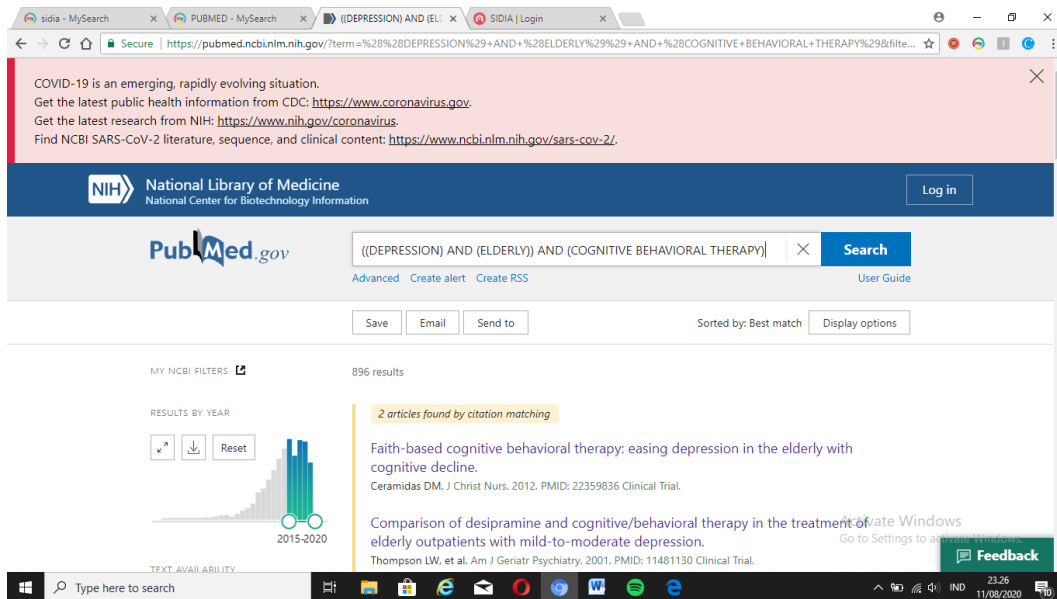 sidia - MySearch
PUBMED - MySearch
((DEPRESSION) AND (ELD
SIDIA | Login
Secure | https://pubmed.ncbi.nlm.nih.gov/?term=%28%28DEPRESSION%29+AND+%28ELDERLY%29%29+AND+%28COGNITIVE+BEHAVIORAL+THERAPY%29&filte...
COVID-19 is an emerging, rapidly evolving situation.
Get the latest public health information from CDC: https://www.coronavirus.gov.
Get the latest research from NIH: https://www.nih.gov/coronavirus.
Find NCBI SARS-CoV-2 literature, sequence, and clinical content: https://www.ncbi.nlm.nih.gov/sars-cov-2/.
NIH
National Library of Medicine
National Center for Biotechnology Information
Log in
PubMed.gov
((DEPRESSION) AND (ELDERLY)) AND (COGNITIVE BEHAVIORAL THERAPY)
Search
Advanced Create alert Create RSS
User Guide
Save Email Send to
Sorted by: Best match
Display options
MY NCBI FILTERS
896 results
RESULTS BY YEAR
Reset
2015-2020
TEXT AVAILABILITY
2 articles found by citation matching
Faith-based cognitive behavioral therapy: easing depression in the elderly with
cognitive decline.
Ceramidas DM. J Christ Nurs. 2012. PMID: 22359836 Clinical Trial.
Comparison of desipramine and cognitive/behavioral therapy in the treatment of
elderly outpatients with mild-to-moderate depression.
Thompson LW, et al. Am J Geriatr Psychiatry. 2001. PMID: 11481130 Clinical Trial.
Activate Windows
Go to Settings to activate Windows.
Feedback
Type here to search
IND
23.26
11/08/2020